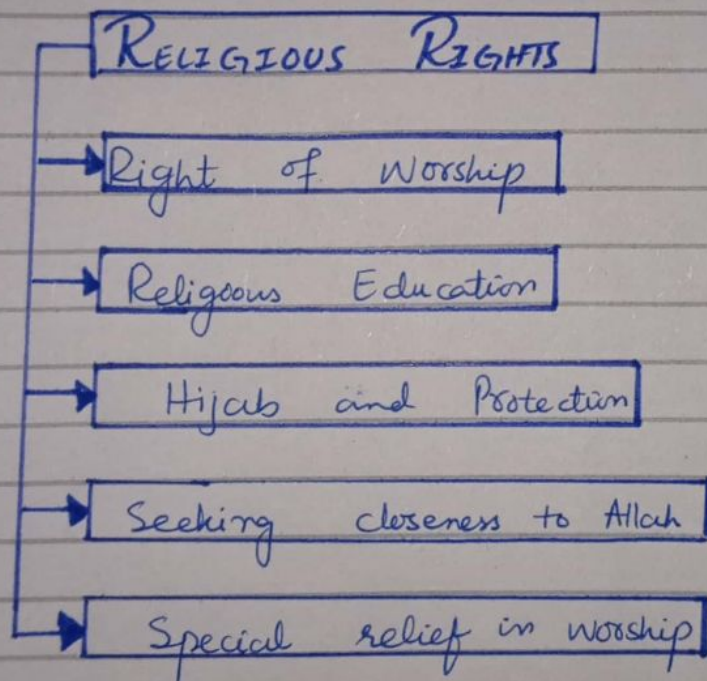 RELIGIOUS RIGHTS
Right of Worship
Religoous Education
Hijab and Protection
Seeking closeness to Allah
Special relief in worship